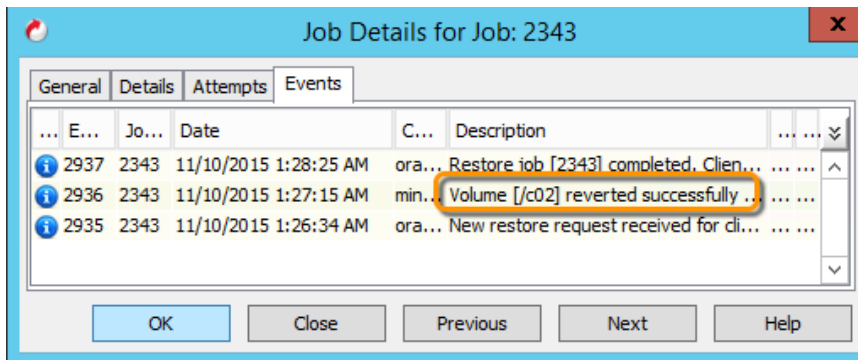 Job Details for Job: 2343
x
General Details Attempts Events
... E... Jo... Date C... Description ... ...
2937 2343 11/10/2015 1:28:25 AM ora... Restore job [2343] completed. Clien... ... ...
2936 2343 11/10/2015 1:27:15 AM min... Volume [/c02] reverted successfully ... ... ...
2935 2343 11/10/2015 1:26:34 AM ora... New restore request received for cli... ... ...
OK Close Previous Next Help